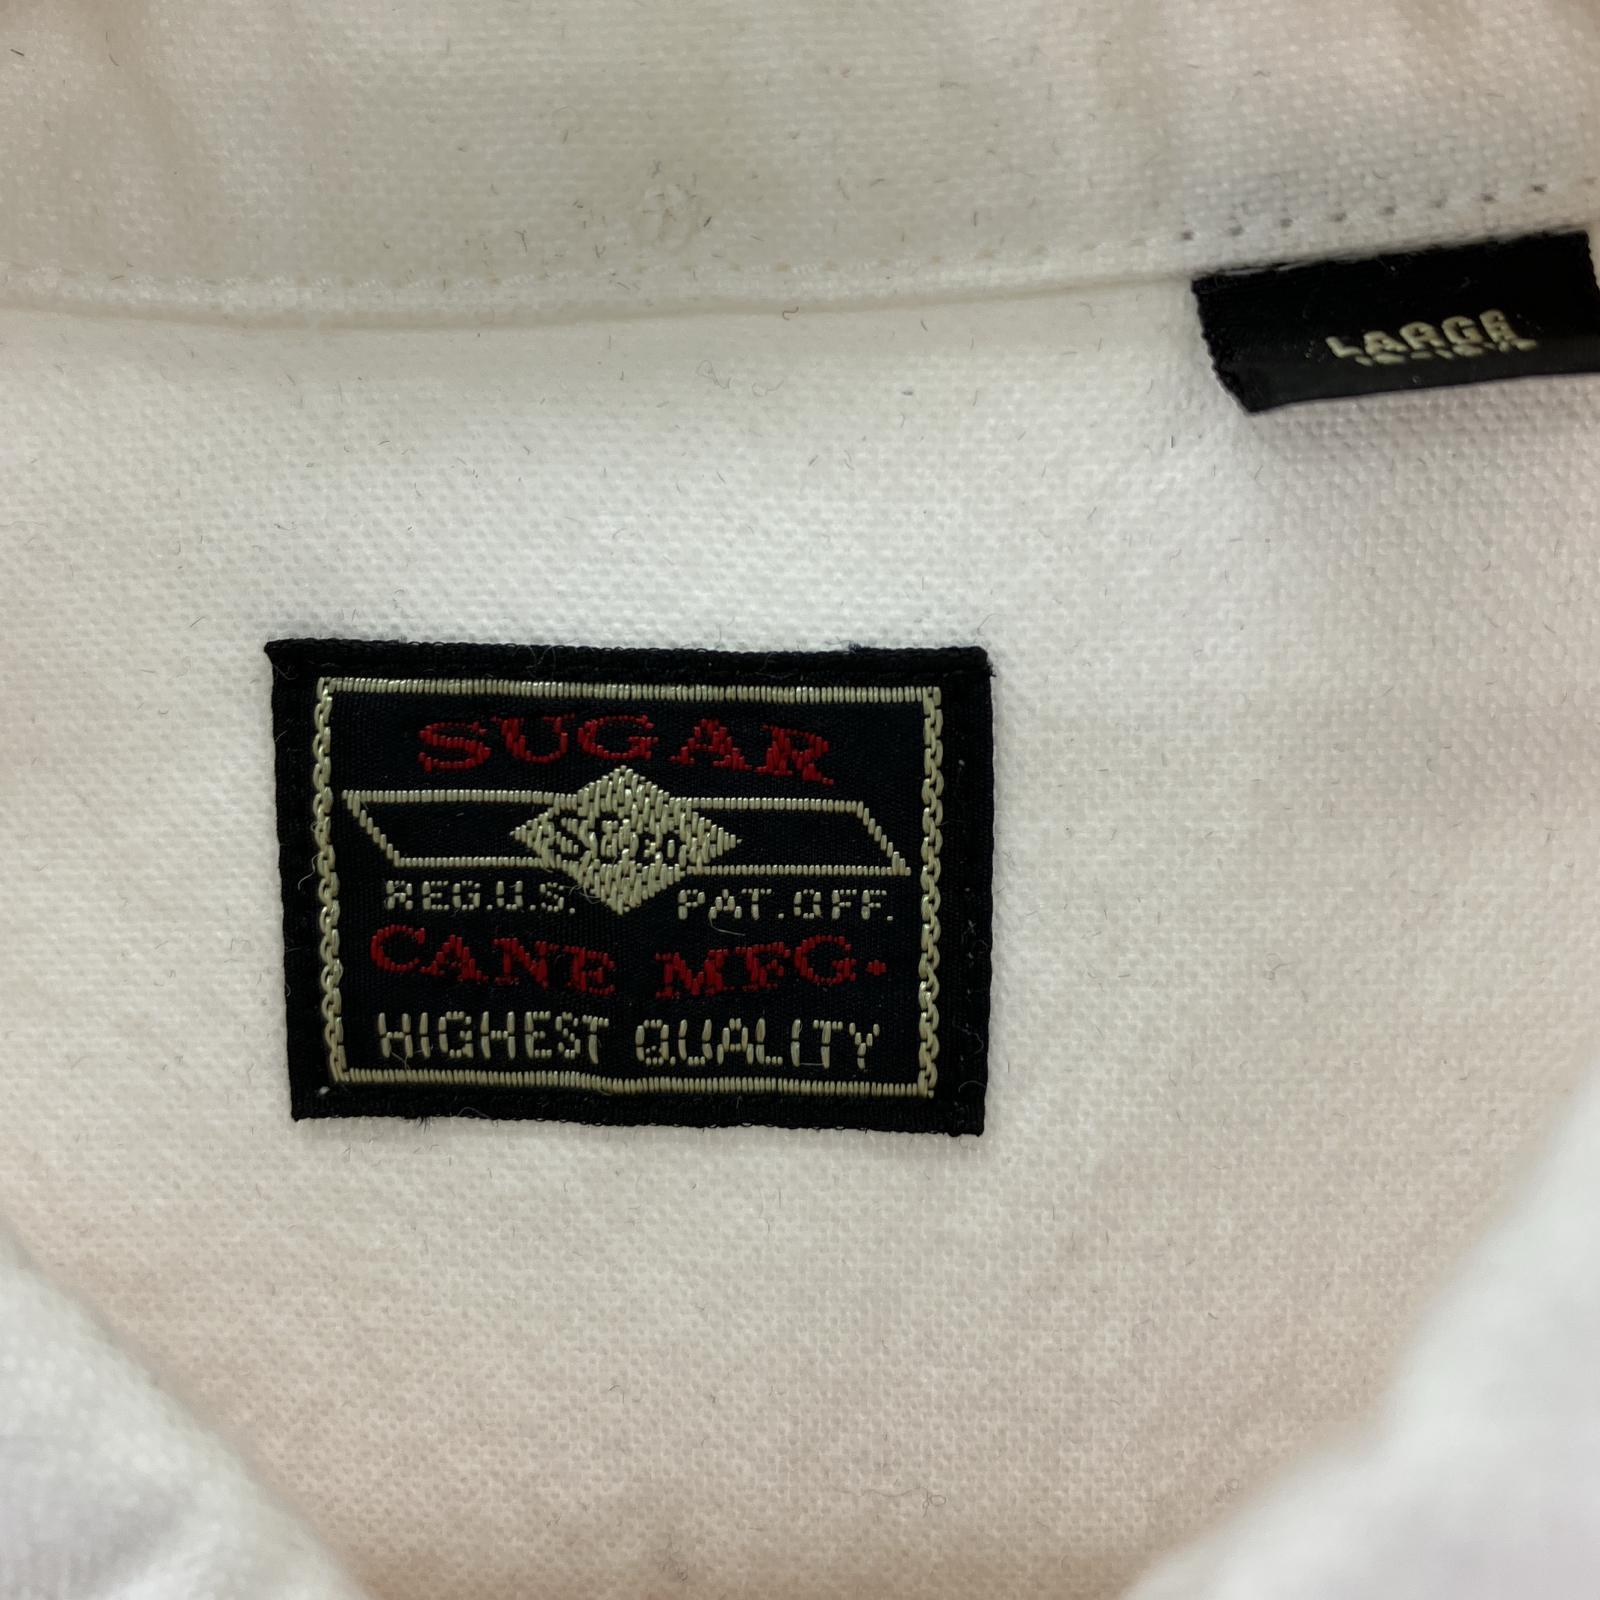 LARGE
SUGAR
REG.U.S. PAT.OFF.
CANE MFG.
HIGHEST QUALITY